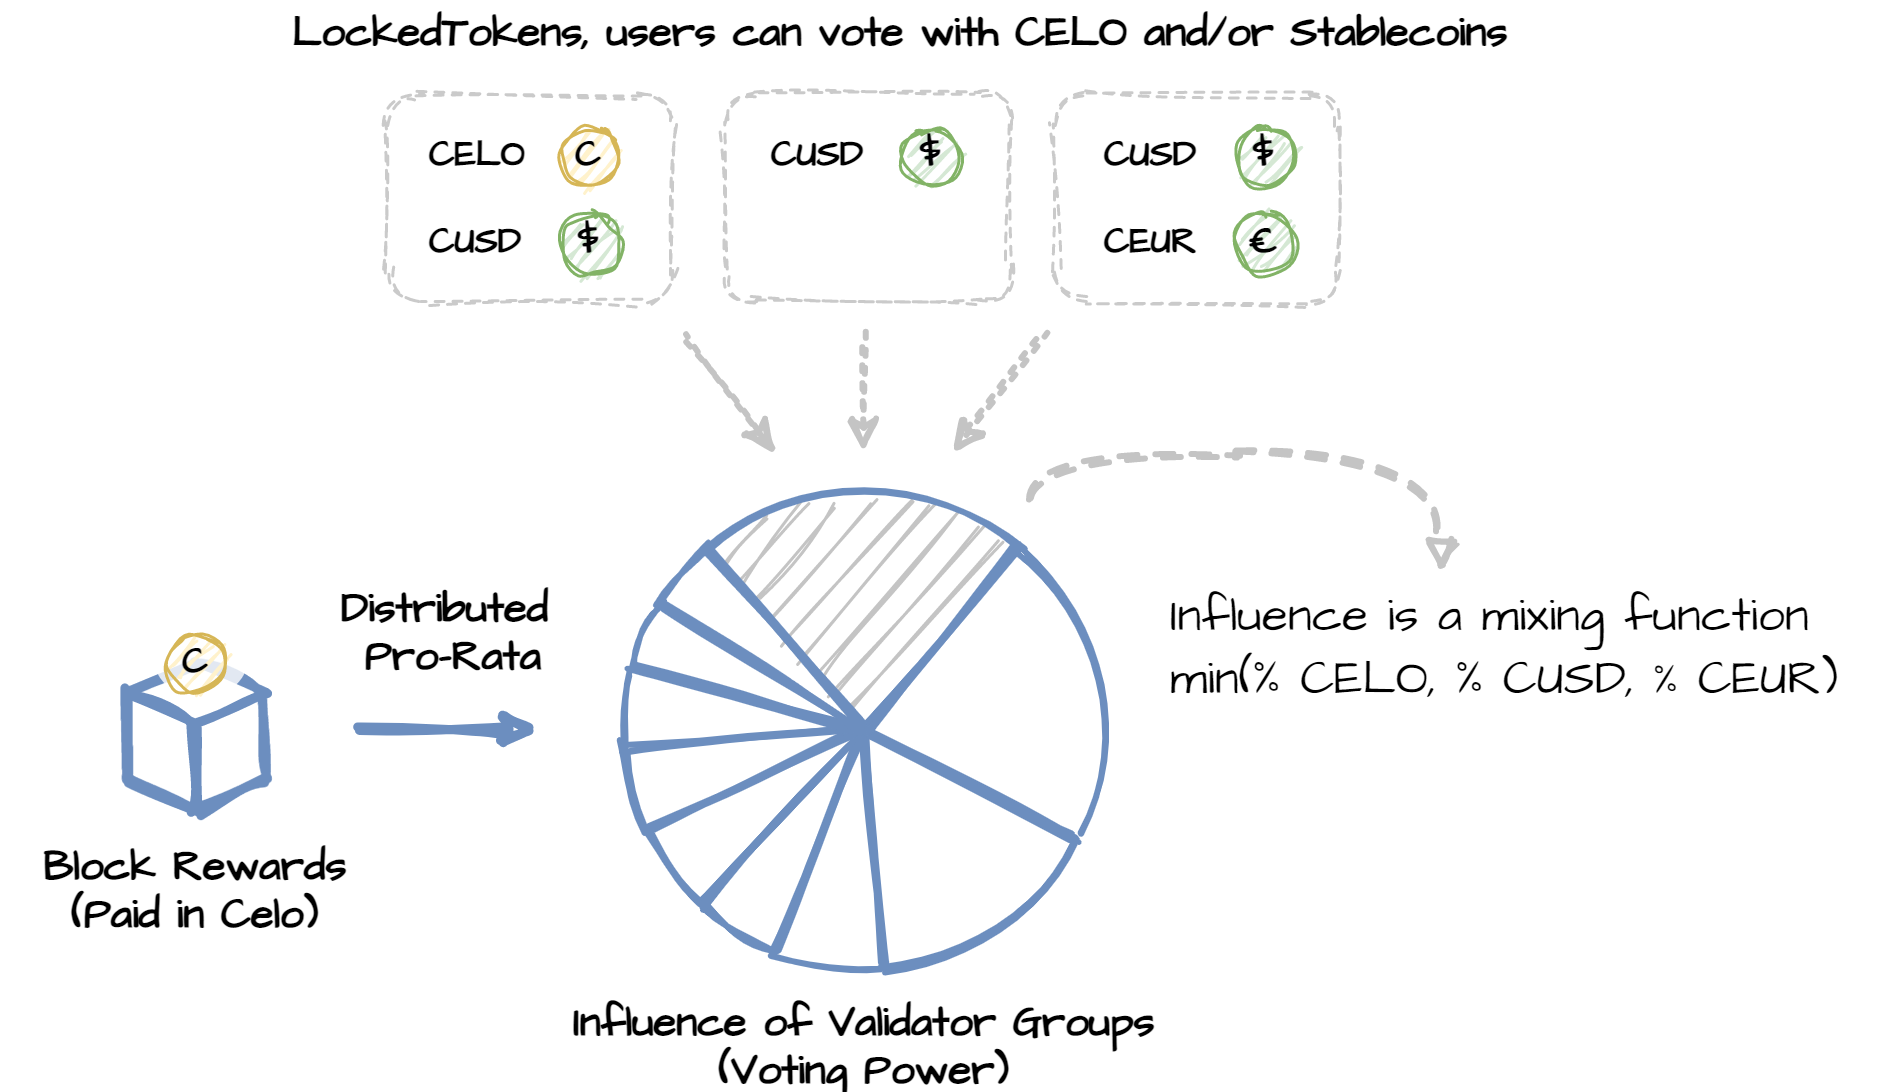 LockedTokens, users can vote with CELO and/or Stablecoins
CELO C
CUSD $
CUSD $
CUSD $
CEUR €
Influence is a mixing function
min(% CELO, % CUSD, % CEUR)
Distributed
Pro-Rata
C
Block Rewards
(Paid in Celo)
Influence of Validator Groups
(Voting Power)